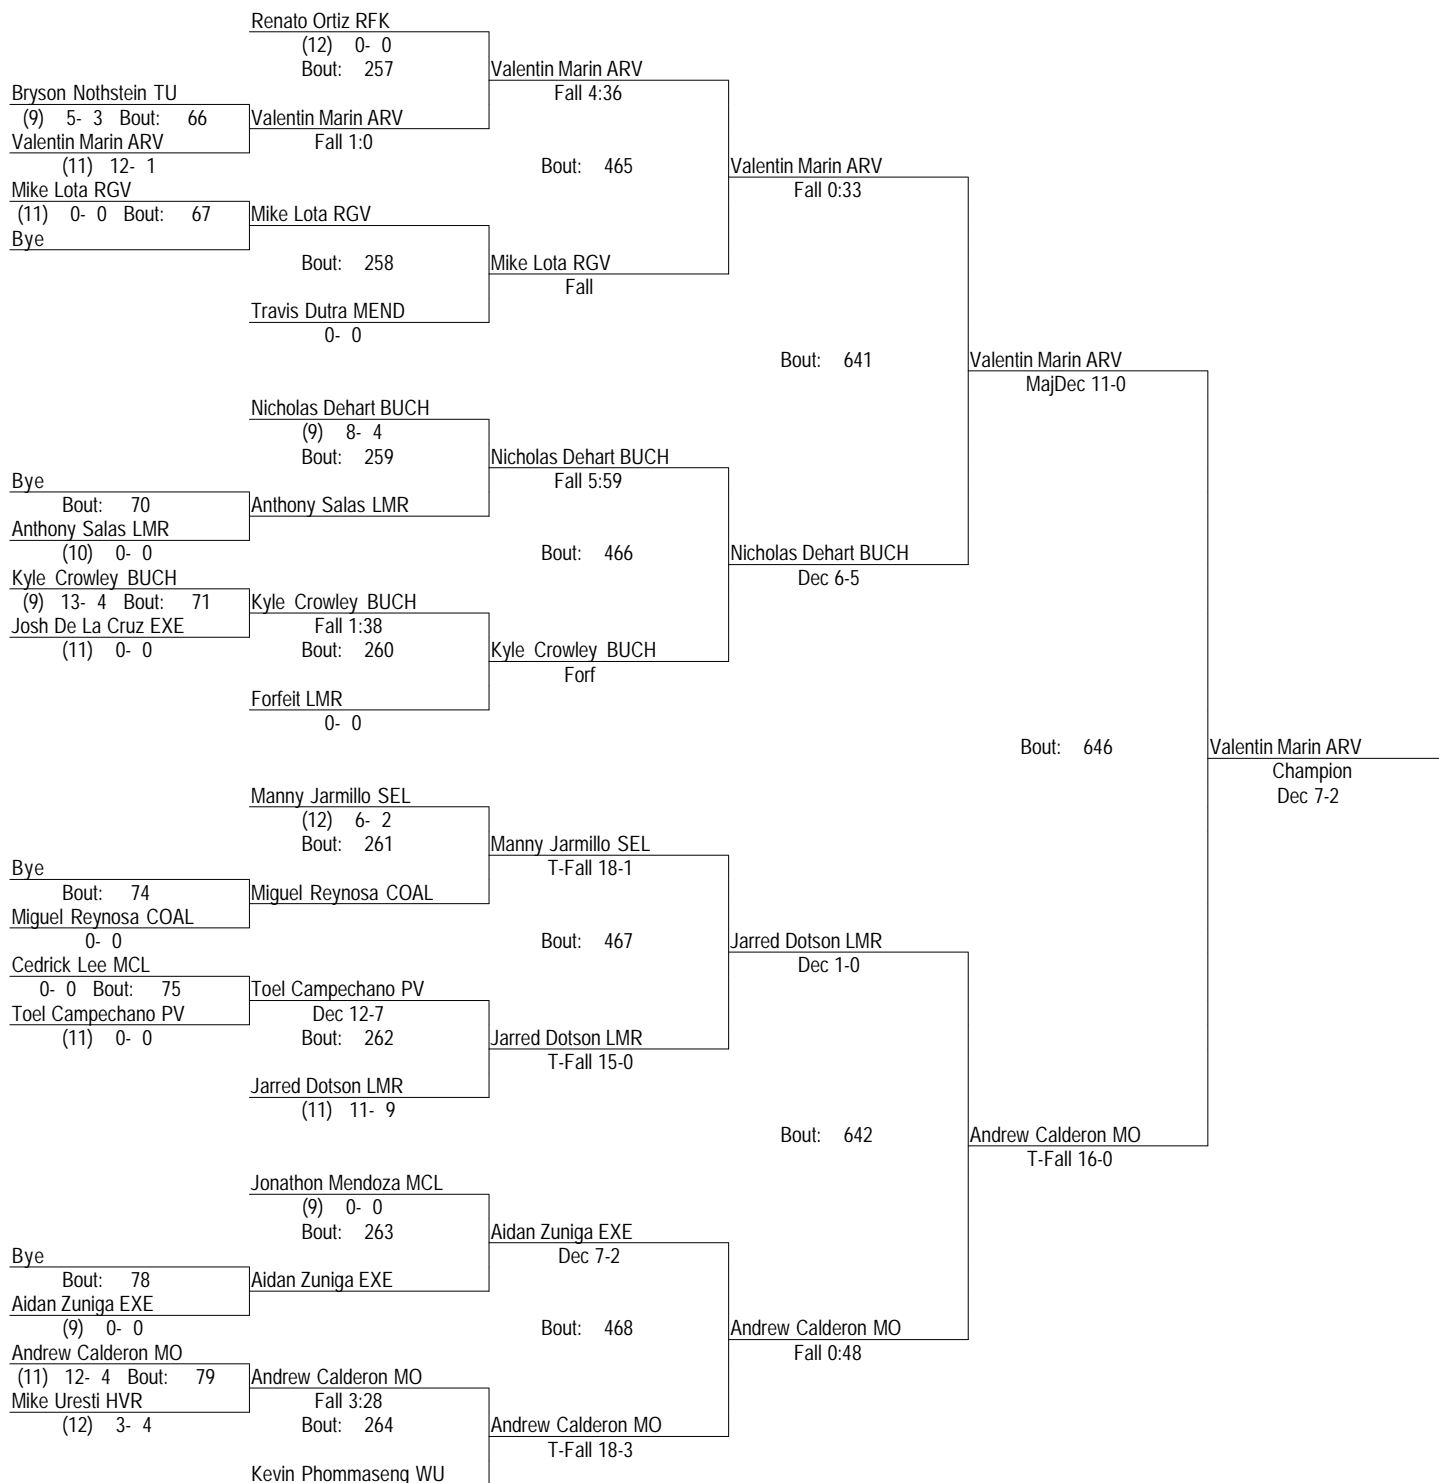 Renato Ortiz RFK
(12) 0- 0
Bout: 257
Valentin Marin ARV
Fall 4:36
Bryson Nothstein TU
(9) 5- 3 Bout: 66
Valentin Marin ARV
Fall 1:0
Valentin Marin ARV
(11) 12- 1
Bout: 465
Valentin Marin ARV
Fall 0:33
Mike Lota RGV
(11) 0- 0 Bout: 67
Mike Lota RGV
Bye
Bout: 258
Mike Lota RGV
Fall
Travis Dutra MEND
0- 0
Bout: 641
Valentin Marin ARV
MajDec 11-0
Nicholas Dehart BUCH
(9) 8- 4
Bout: 259
Nicholas Dehart BUCH
Fall 5:59
Bye
Bout: 70
Anthony Salas LMR
Anthony Salas LMR
(10) 0- 0
Bout: 466
Nicholas Dehart BUCH
Dec 6-5
Kyle Crowley BUCH
(9) 13- 4 Bout: 71
Kyle Crowley BUCH
Fall 1:38
Josh De La Cruz EXE
(11) 0- 0
Bout: 260
Kyle Crowley BUCH
Forf
Forfeit LMR
0- 0
Bout: 646
Valentin Marin ARV
Champion
Dec 7-2
Manny Jarmillo SEL
(12) 6- 2
Bout: 261
Manny Jarmillo SEL
T-Fall 18-1
Bye
Bout: 74
Miguel Reynosa COAL
Miguel Reynosa COAL
0- 0
Bout: 467
Jarred Dotson LMR
Dec 1-0
Cedrick Lee MCL
0- 0 Bout: 75
Toel Campechano PV
Dec 12-7
Toel Campechano PV
(11) 0- 0
Bout: 262
Jarred Dotson LMR
T-Fall 15-0
Jarred Dotson LMR
(11) 11- 9
Bout: 642
Andrew Calderon MO
T-Fall 16-0
Jonathon Mendoza MCL
(9) 0- 0
Bout: 263
Aidan Zuniga EXE
Dec 7-2
Bye
Bout: 78
Aidan Zuniga EXE
Aidan Zuniga EXE
(9) 0- 0
Bout: 468
Andrew Calderon MO
Fall 0:48
Andrew Calderon MO
(11) 12- 4 Bout: 79
Andrew Calderon MO
Fall 3:28
Mike Uresti HVR
(12) 3- 4
Bout: 264
Andrew Calderon MO
T-Fall 18-3
Kevin Phommaseng WU